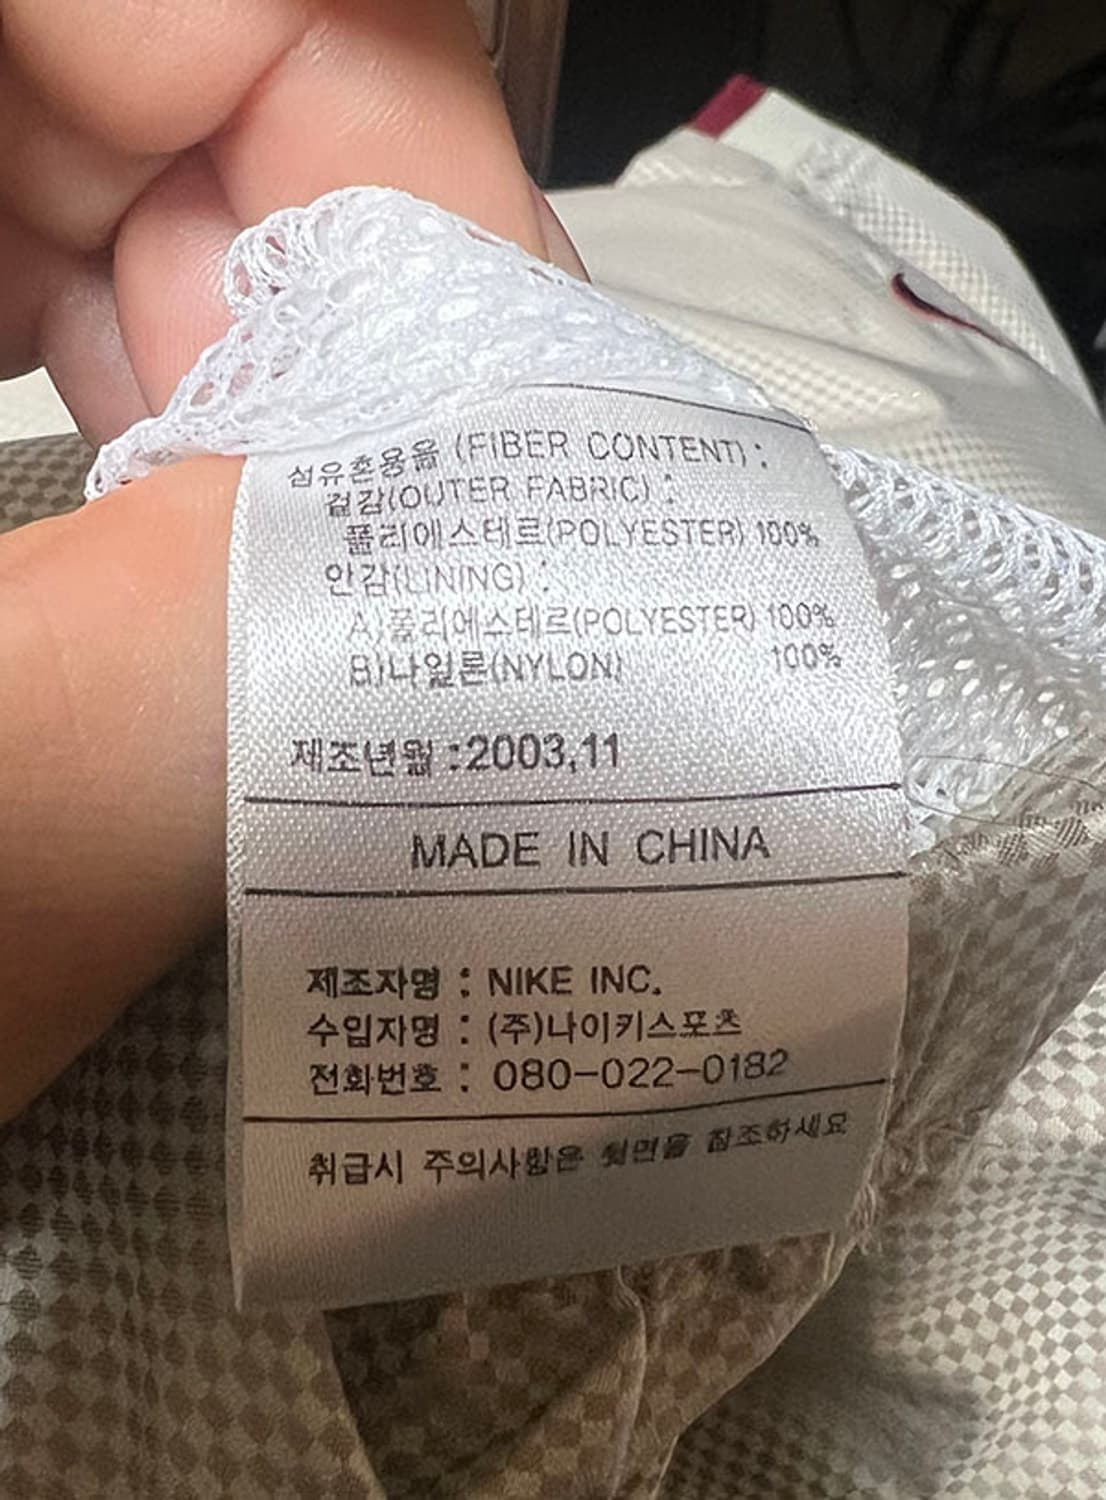 섬유혼용율 (FIBER CONTENT) :
겉감(OUTER FABRIC) :
폴리에스테르(POLYESTER) 100%
안감(LINING) :
A)폴리에스테르(POLYESTER) 100%
B)나일론(NYLON) 100%
제조년월 :2003,11
MADE IN CHINA
제조자명 : NIKE INC.
수입자명 : (주)나이키스포츠
전화번호 : 080-022-0182
취급시 주의사항은 뒷면을 참조하세요